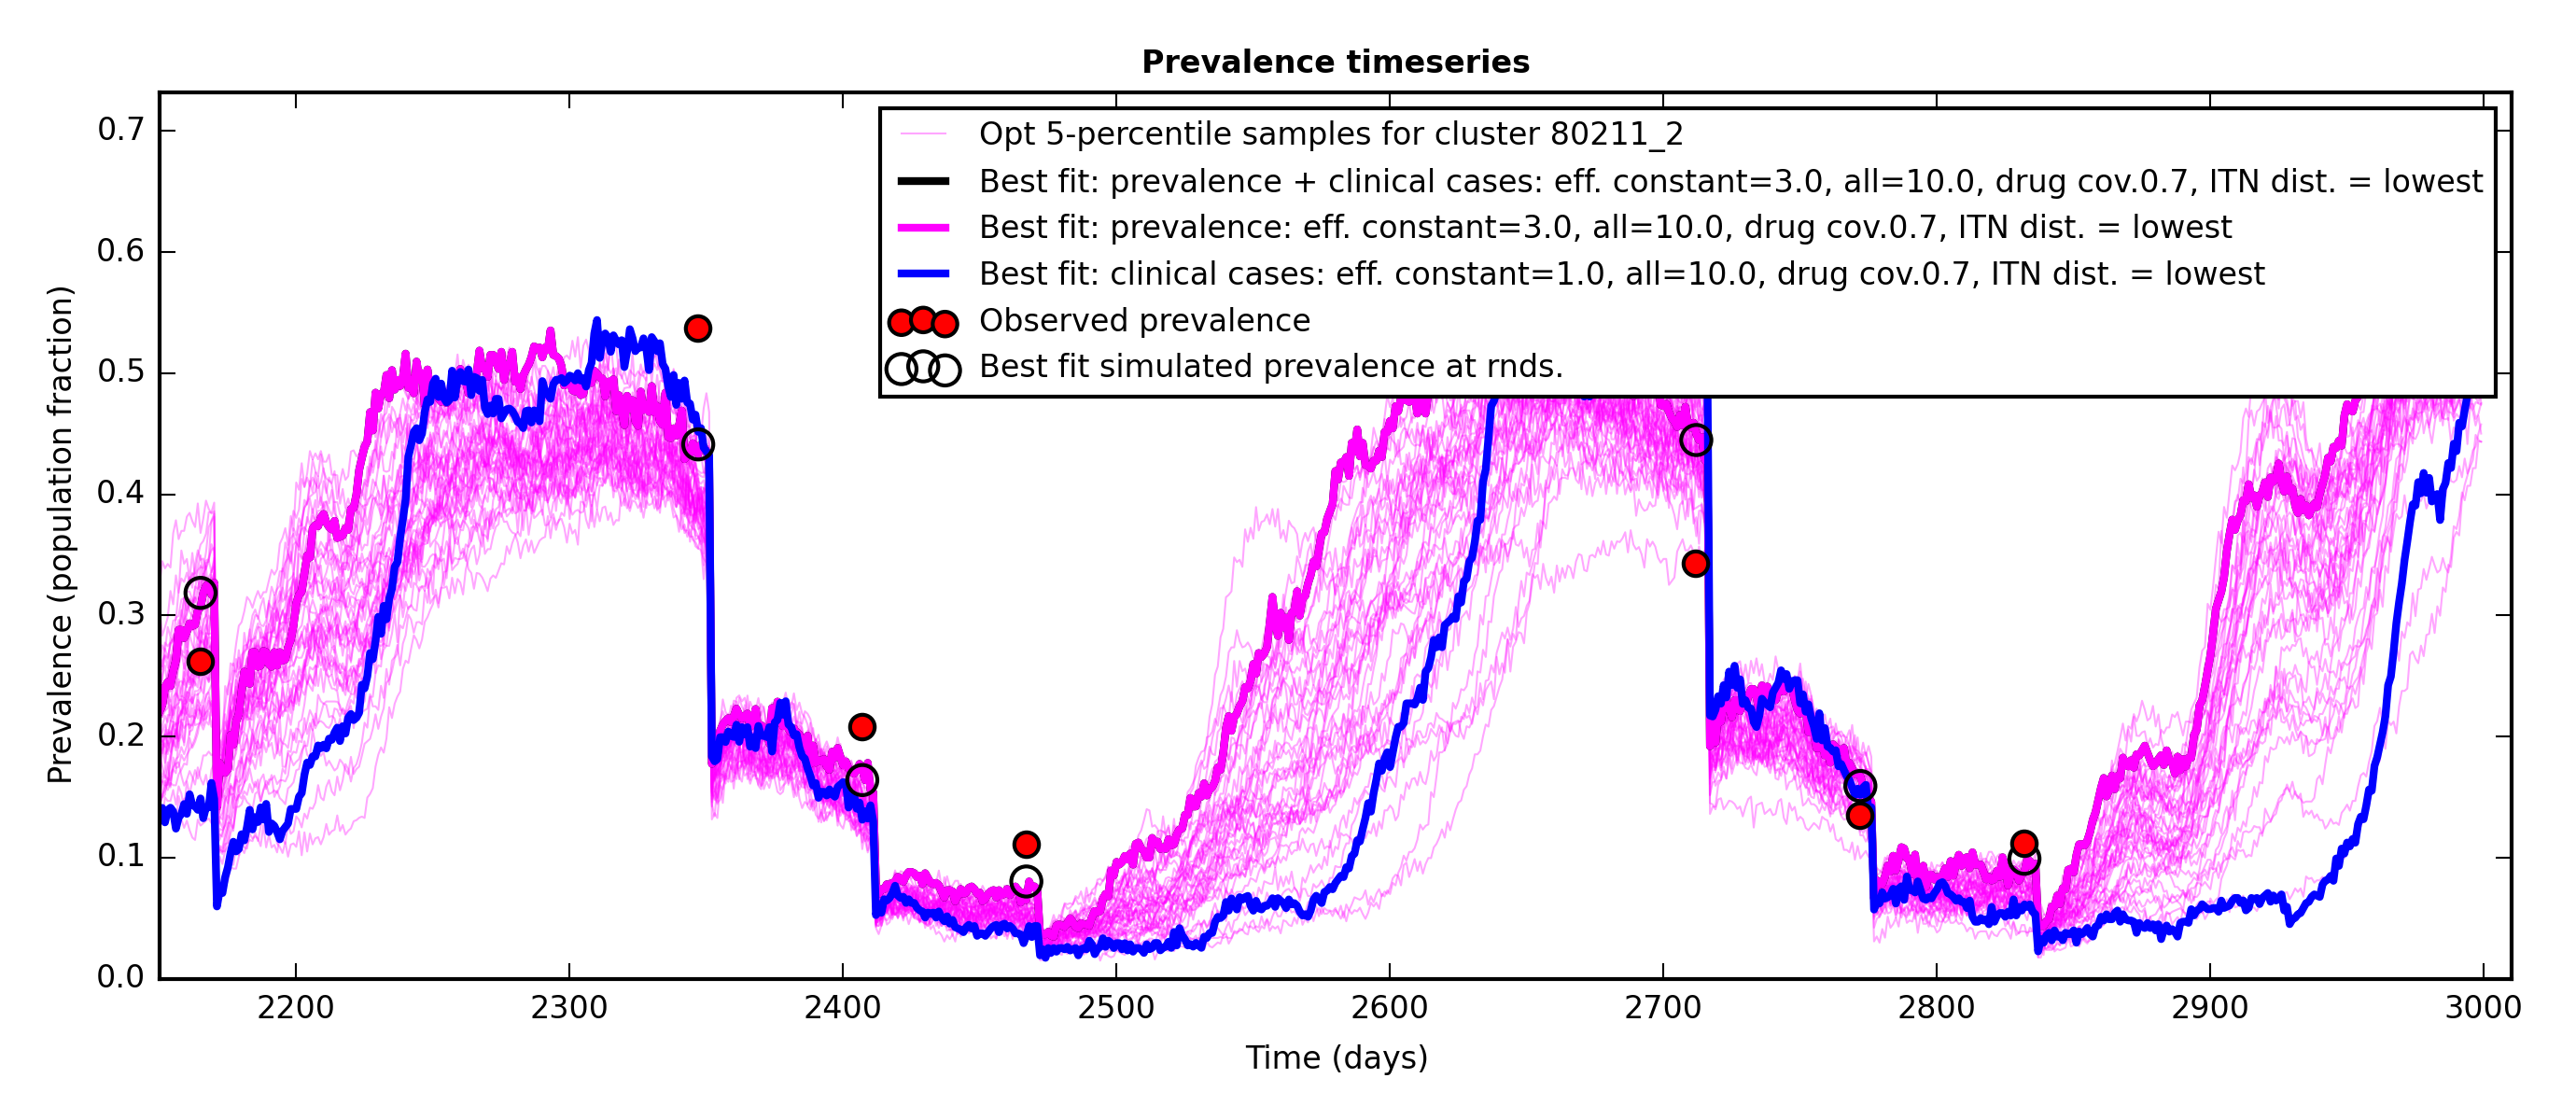 Prevalence timeseries
Opt 5-percentile samples for cluster 80211_2
Best fit: prevalence + clinical cases: eff. constant=3.0, all=10.0, drug cov.0.7, ITN dist. = lowest
Best fit: prevalence: eff. constant=3.0, all=10.0, drug cov.0.7, ITN dist. = lowest
Best fit: clinical cases: eff. constant=1.0, all=10.0, drug cov.0.7, ITN dist. = lowest
Observed prevalence
Best fit simulated prevalence at rnds.
Prevalence (population fraction)
0.7
0.6
0.5
0.4
0.3
0.2
0.1
0.0
2200 2300 2400 2500 2600 2700 2800 2900 3000
Time (days)